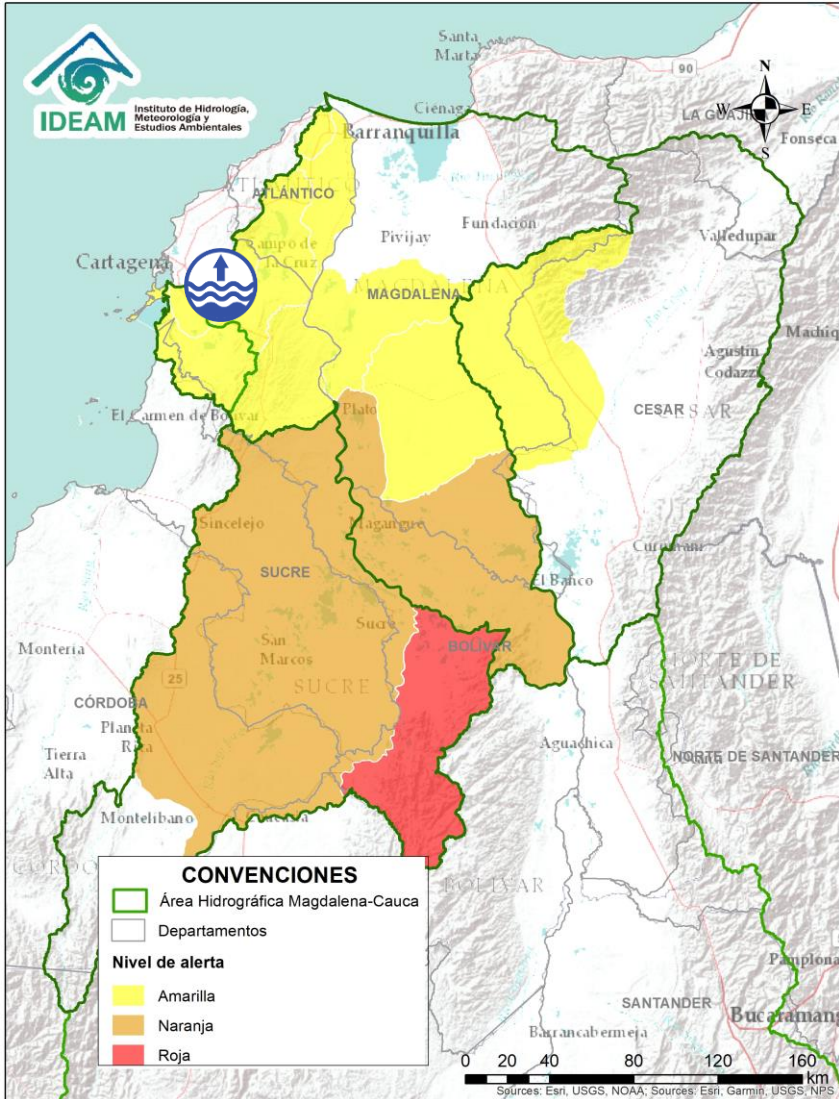 IDEAM
Instituto de Hidrología,
Meteorología y
Estudios Ambientales
Santa
Marta
90
N
W
E
S
Ciénaga
LA GUAJIRA
Fonseca
Barranquilla
ATLÁNTICO
Fundación
Pivijay
Valledupar
Campo de
la Cruz
Cartagena
MAGDALENA
MAGDALENA
Agustín
Codazzi
CESAR
CESAR
El Carmen de Bolívar
Plato
Sincelejo
Magangué
SUCRE
El Banco
Sucre
San
Marcos
BOLÍVAR
SUCRE
Montería
25
NORTE DE
SANTANDER
CÓRDOBA
Planeta
Rica
Aguachica
Tierra
Alta
NORTE DE SANTANDER
Montelíbano
BOLÍVAR
CONVENCIONES
Área Hidrográfica Magdalena-Cauca
Departamentos
Nivel de alerta
Amarilla
Naranja
Roja
Pamplona
SANTANDER
Barrancabermeja
0 20 40 80 120 160
km
Sources: Esri, USGS, NOAA; Sources: Esri, Garmin, USGS, NPS